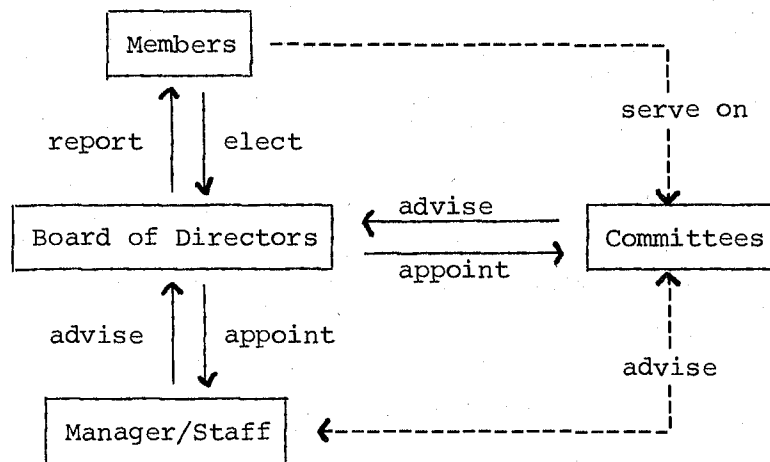 Members
serve on
report
elect
advise
Board of Directors
Committees
appoint
advise
appoint
advise
Manager/Staff